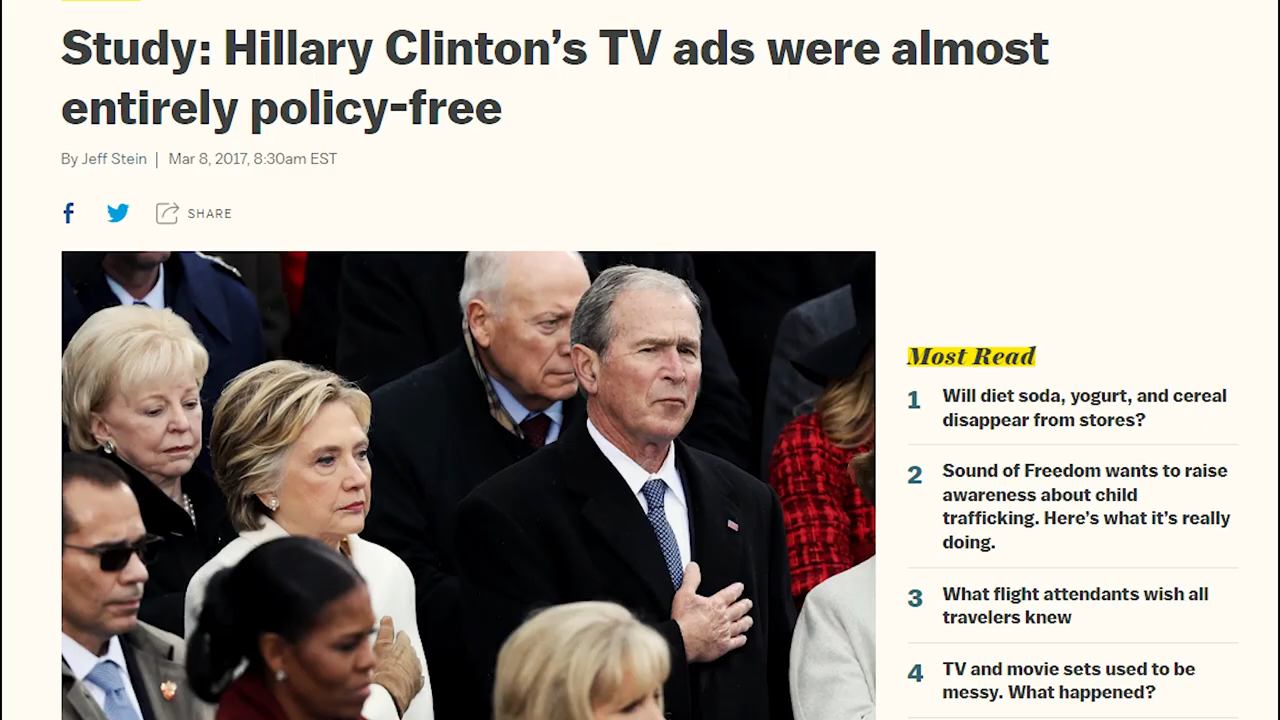 Study: Hillary Clinton’s TV ads were almost
entirely policy-free
By Jeff Stein | Mar 8, 2017, 8:30am EST
SHARE
Most Read
1 Will diet soda, yogurt, and cereal
disappear from stores?
2 Sound of Freedom wants to raise
awareness about child
trafficking. Here’s what it’s really
doing.
3 What flight attendants wish all
travelers knew
4 TV and movie sets used to be
messy. What happened?